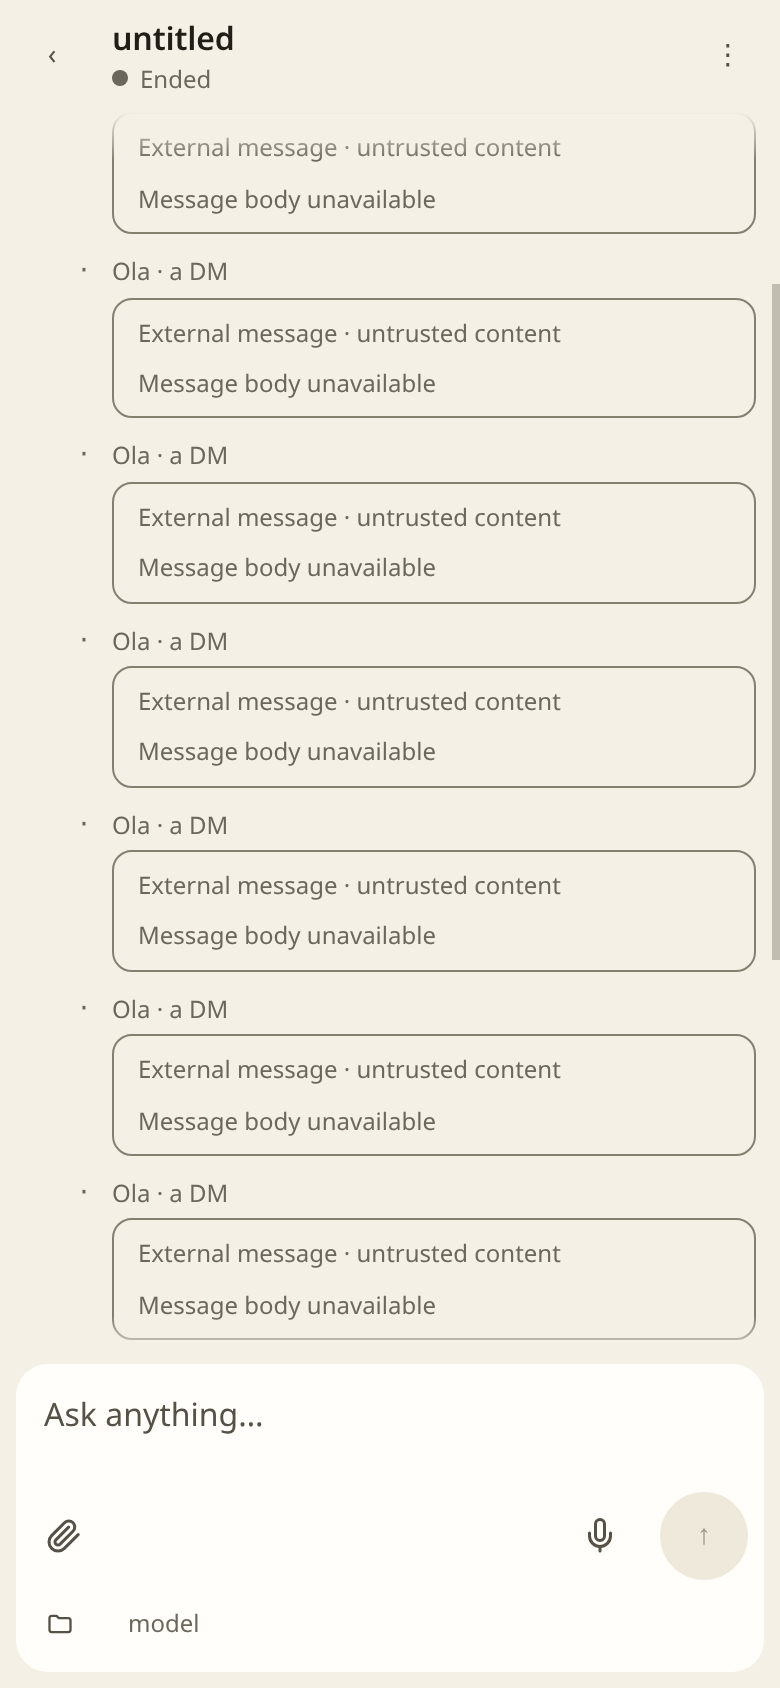 untitled
Ended
External message · untrusted content
Message body unavailable
Ola · a DM
External message · untrusted content
Message body unavailable
Ola · a DM
External message · untrusted content
Message body unavailable
Ola · a DM
External message · untrusted content
Message body unavailable
Ola · a DM
External message · untrusted content
Message body unavailable
Ola · a DM
External message · untrusted content
Message body unavailable
Ola · a DM
External message · untrusted content
Message body unavailable
Ask anything...
model